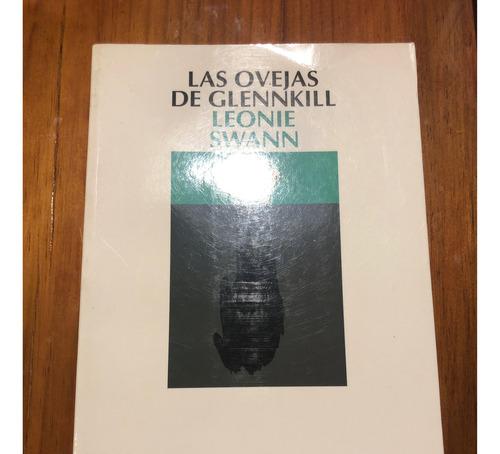 LAS OVEJAS
DE GLENNKILL
LEONIE
SWANN